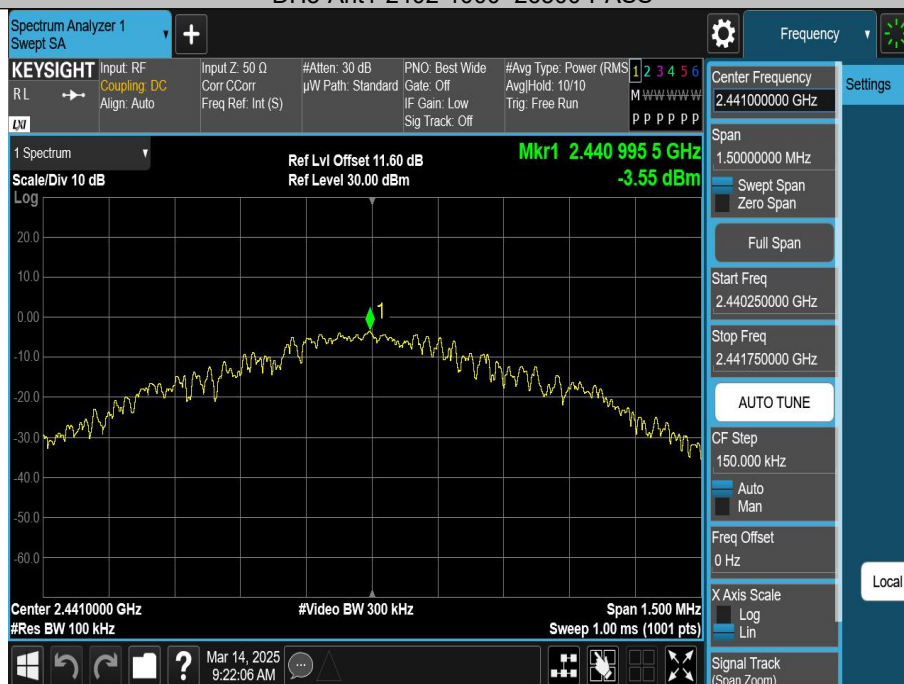 Spectrum Analyzer 1
Swept SA
Frequency
Settings
KEYSIGHT
RL
LXI
Input: RF
Coupling: DC
Align: Auto
Input Z: 50 Ω
Corr CCorr
Freq Ref: Int (S)
#Atten: 30 dB
µW Path: Standard
PNO: Best Wide
Gate: Off
IF Gain: Low
Sig Track: Off
#Avg Type: Power (RMS
Avg|Hold: 10/10
Trig: Free Run
1 2 3 4 5 6
M W W W W W
P P P P P P
1 Spectrum
Scale/Div 10 dB
Log
Ref Lvl Offset 11.60 dB
Ref Level 30.00 dBm
Mkr1 2.440 995 5 GHz
-3.55 dBm
1
20.0
10.0
0.00
-10.0
-20.0
-30.0
-40.0
-50.0
-60.0
Center 2.4410000 GHz
#Res BW 100 kHz
#Video BW 300 kHz
Span 1.500 MHz
Sweep 1.00 ms (1001 pts)
Mar 14, 2025
9:22:06 AM
Center Frequency
2.441000000 GHz
Span
1.50000000 MHz
Swept Span
Zero Span
Full Span
Start Freq
2.440250000 GHz
Stop Freq
2.441750000 GHz
AUTO TUNE
CF Step
150.000 kHz
Auto
Man
Freq Offset
0 Hz
X Axis Scale
Log
Lin
Signal Track
(Span Zoom)
Local